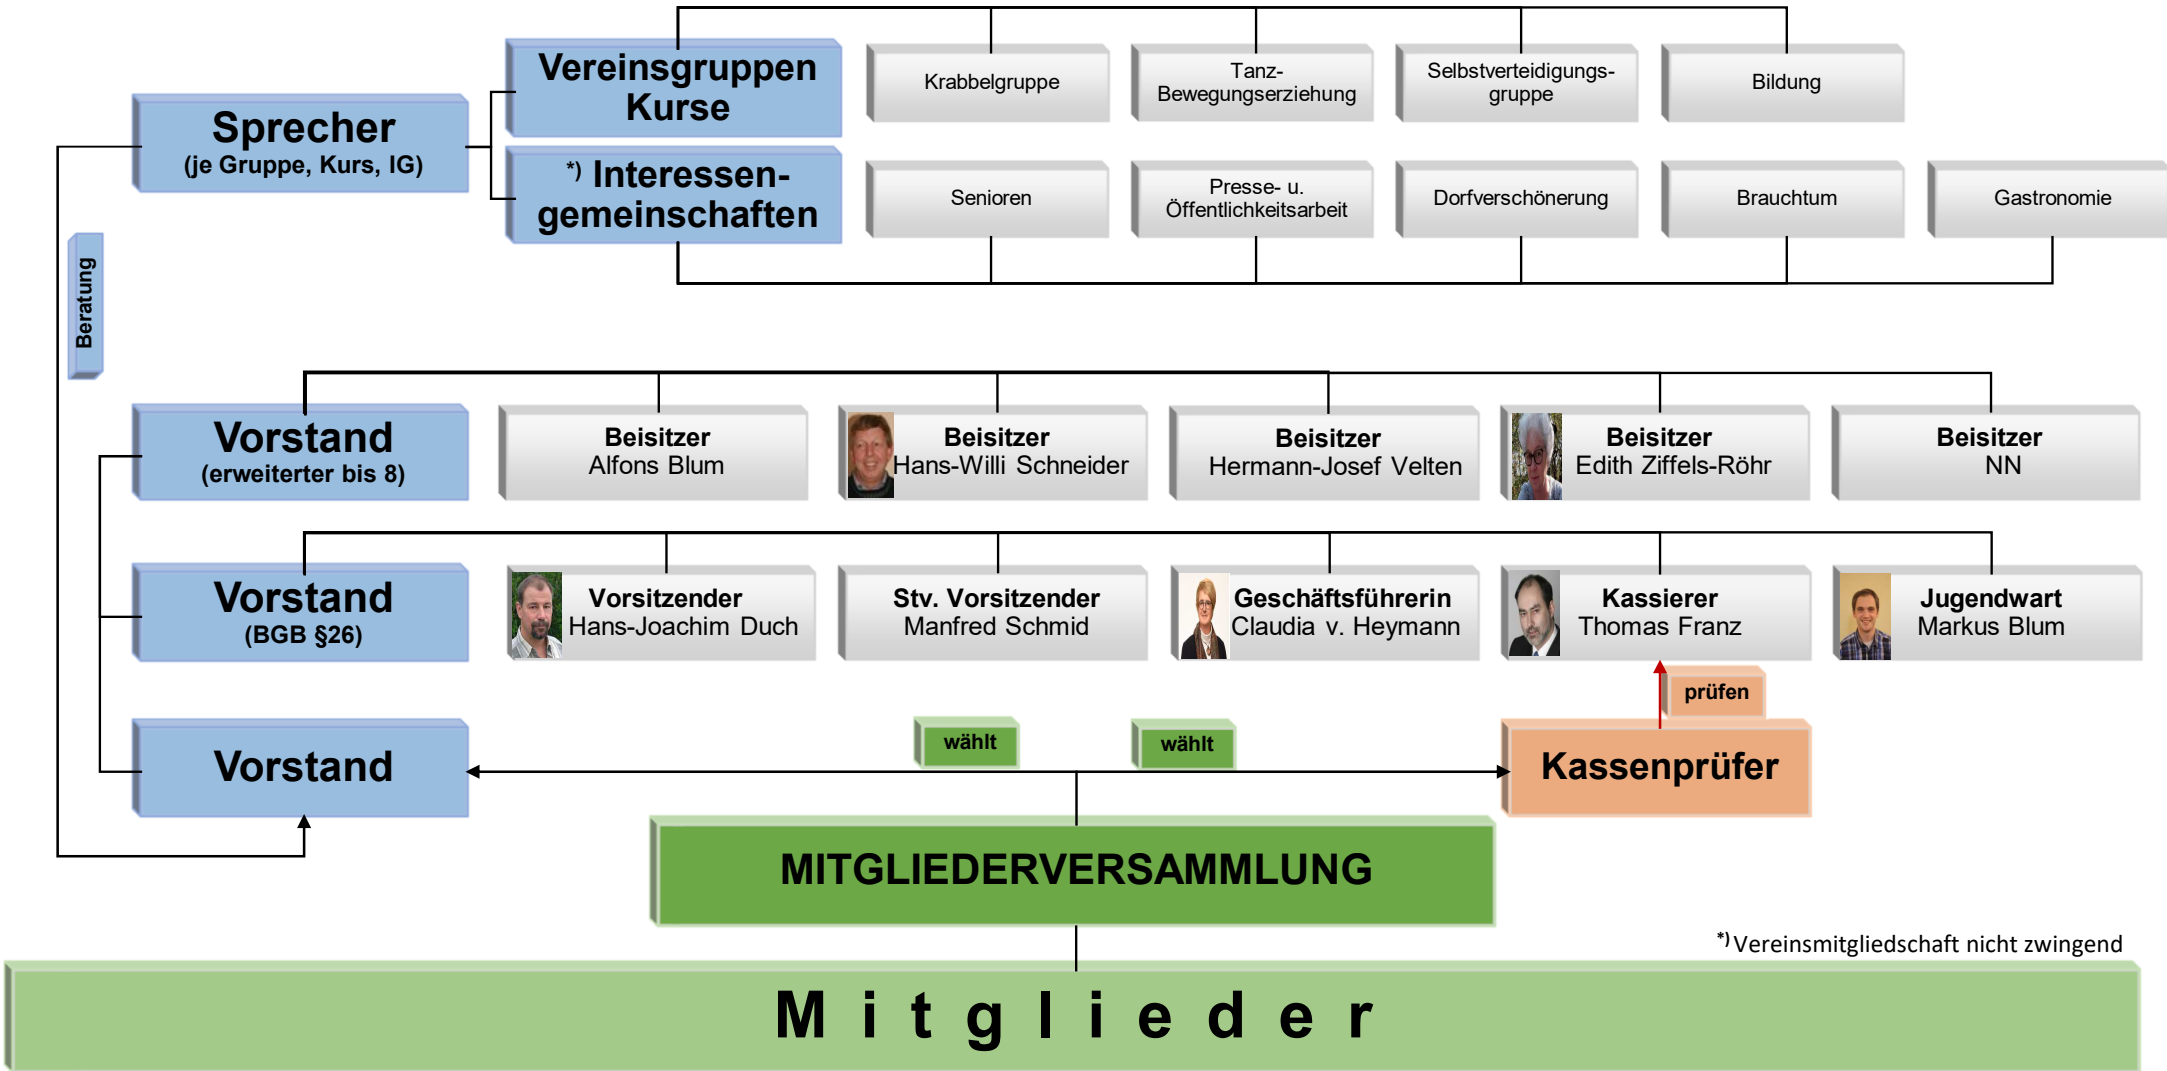 Vereinsgruppen
Kurse
Krabbelgruppe
Tanz-
Bewegungserziehung
Selbstverteidigungs-
gruppe
Bildung
Sprecher
(je Gruppe, Kurs, IG)
*) Interessen-
gemeinschaften
Senioren
Presse- u.
Öffentlichkeitsarbeit
Dorfverschönerung
Brauchtum
Gastronomie
Beratung
Vorstand
(erweiterter bis 8)
Beisitzer
Alfons Blum
Beisitzer
Hans-Willi Schneider
Beisitzer
Hermann-Josef Velten
Beisitzer
Edith Ziffels-Röhr
Beisitzer
NN
Vorstand
(BGB §26)
Vorsitzender
Hans-Joachim Duch
Stv. Vorsitzender
Manfred Schmid
Geschäftsführerin
Claudia v. Heymann
Kassierer
Thomas Franz
Jugendwart
Markus Blum
prüfen
Vorstand
wählt
wählt
Kassenprüfer
MITGLIEDERVERSAMMLUNG
*) Vereinsmitgliedschaft nicht zwingend
M i t g l i e d e r